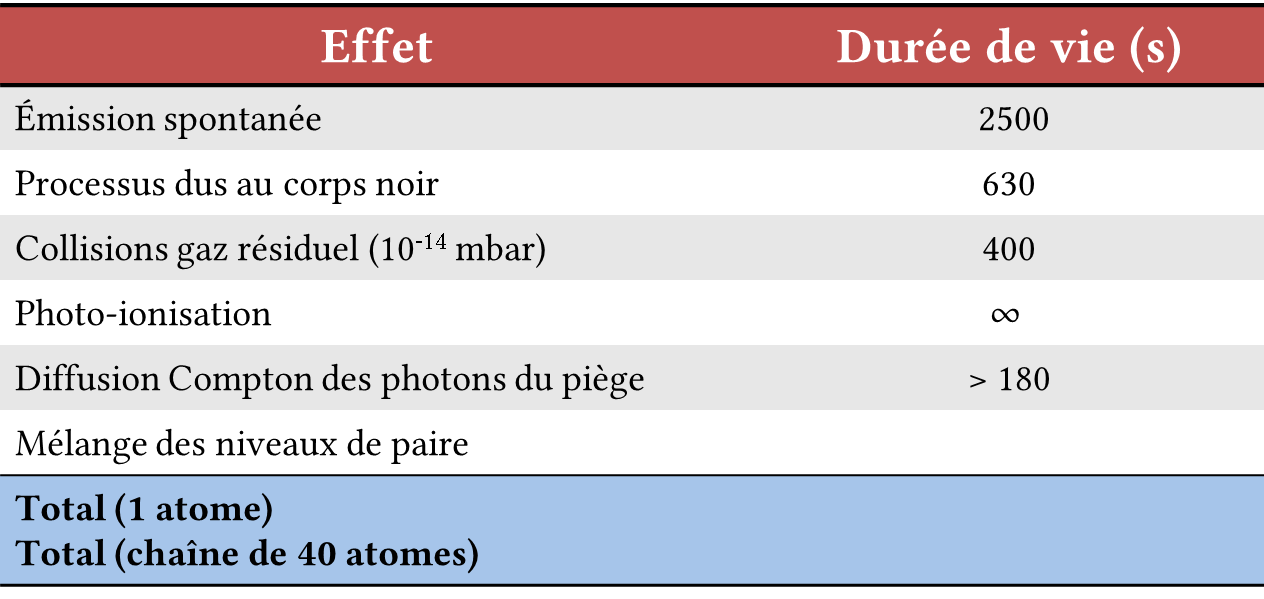 Effet Durée de vie (s)
Émission spontanée 2500
Processus dus au corps noir 630
Collisions gaz résiduel (10⁻¹⁴ mbar) 400
Photo-ionisation ∞
Diffusion Compton des photons du piège > 180
Mélange des niveaux de paire
Total (1 atome)
Total (chaîne de 40 atomes)